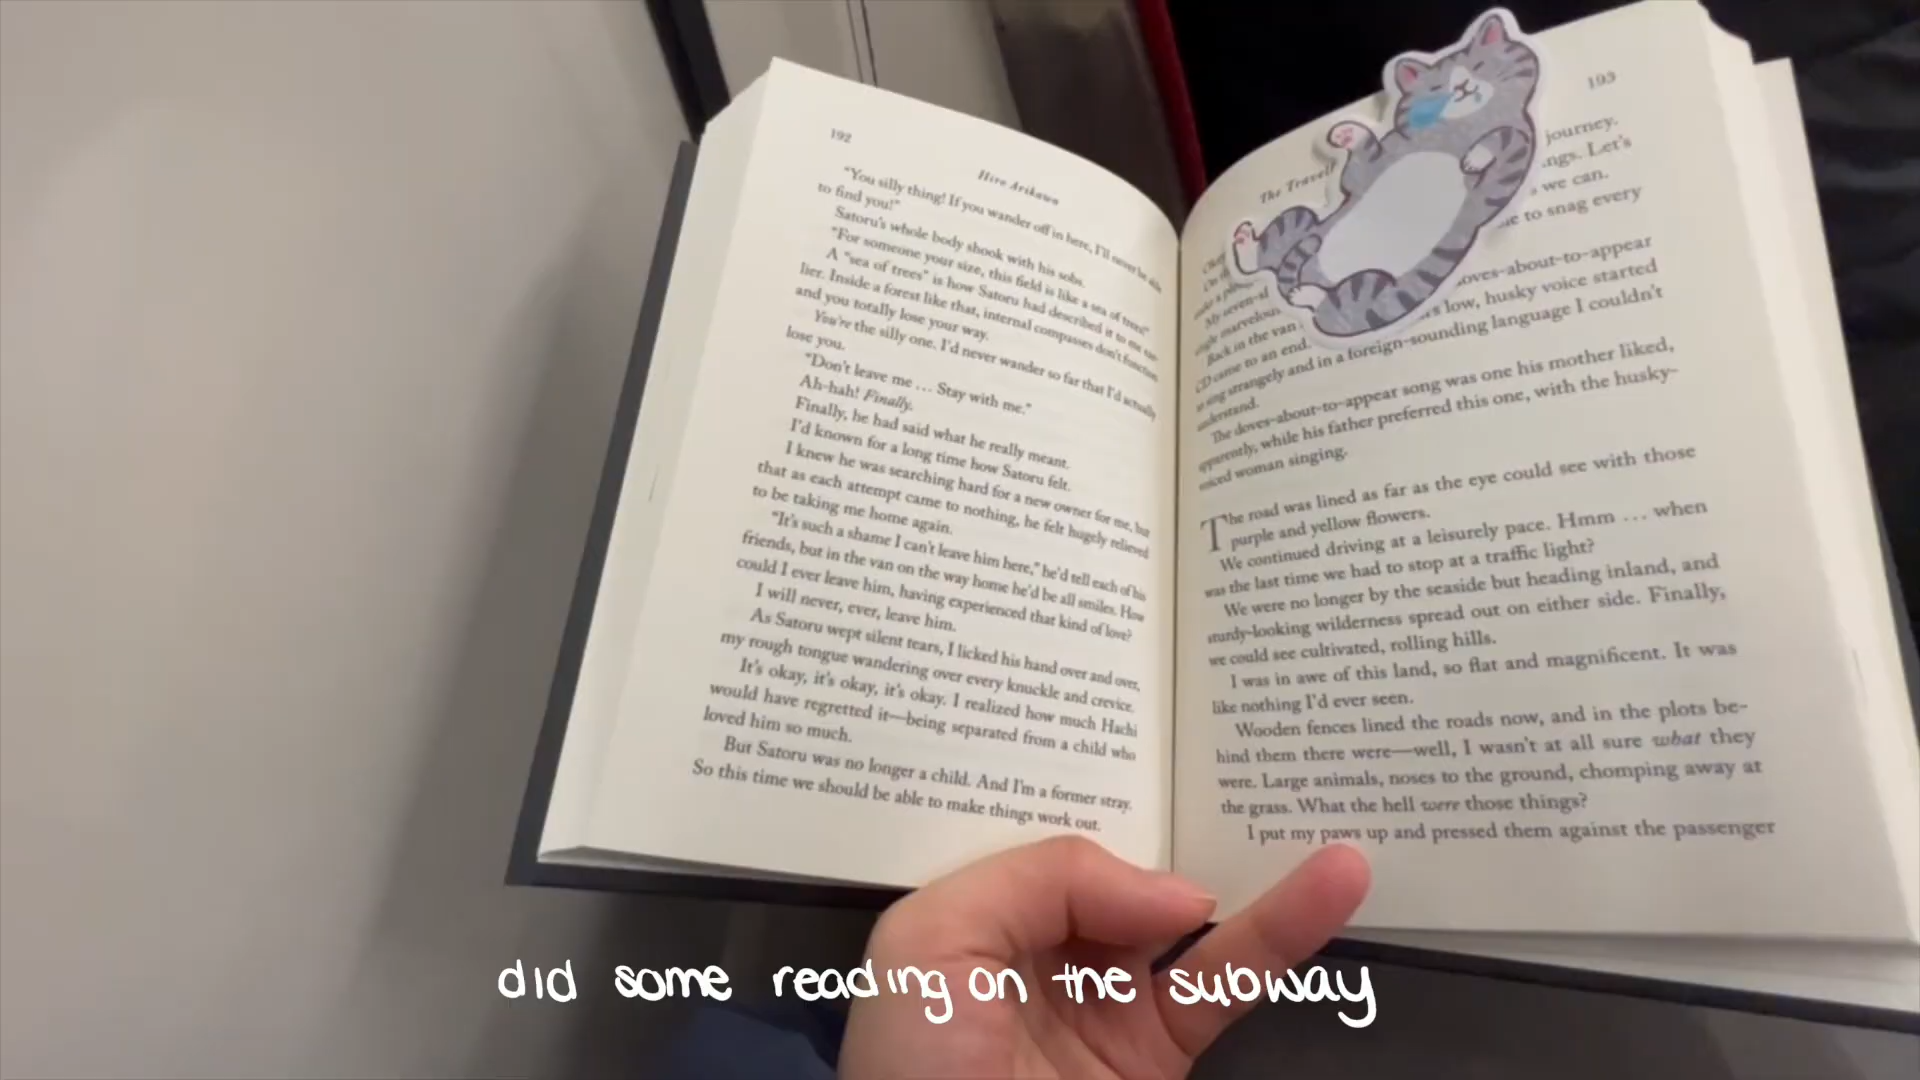 192
Hiro Arikawa
“You silly thing! If you wander off in here, I'll never be able
to find you!”
Satoru's whole body shook with his sobs.
“For someone your size, this field is like a sea of trees!”
A “sea of trees” is how Satoru had described it to me ear-
lier. Inside a forest like that, internal compasses don't function
and you totally lose your way.
You're the silly one. I'd never wander so far that I'd actually
lose you.
“Don't leave me ... Stay with me.”
Ah-hah! Finally.
Finally, he had said what he really meant.
I'd known for a long time how Satoru felt.
I knew he was searching hard for a new owner for me, but
that as each attempt came to nothing, he felt hugely relieved
to be taking me home again.
“It's such a shame I can't leave him here,” he'd tell each of his
friends, but in the van on the way home he'd be all smiles. How
could I ever leave him, having experienced that kind of love?
I will never, ever, leave him.
As Satoru wept silent tears, I licked his hand over and over,
my rough tongue wandering over every knuckle and crevice.
It's okay, it's okay, it's okay. I realized how much Hachi
would have regretted it—being separated from a child who
loved him so much.
But Satoru was no longer a child. And I'm a former stray.
So this time we should be able to make things work out.
193
The
journey.
Let's
we can.
to snag every
My
marvelous
-about-to-appear
Back in the van
low, husky voice started
CD came to an end.
to sing strangely and in a foreign-sounding language I couldn't
understand.
The doves-about-to-appear song was one his mother liked,
apparently, while his father preferred this one, with the husky-
voiced woman singing.
The road was lined as far as the eye could see with those
purple and yellow flowers.
We continued driving at a leisurely pace. Hmm ... when
was the last time we had to stop at a traffic light?
We were no longer by the seaside but heading inland, and
sturdy-looking wilderness spread out on either side. Finally,
we could see cultivated, rolling hills.
I was in awe of this land, so flat and magnificent. It was
like nothing I'd ever seen.
Wooden fences lined the roads now, and in the plots be-
hind them there were—well, I wasn't at all sure what they
were. Large animals, noses to the ground, chomping away at
the grass. What the hell were those things?
I put my paws up and pressed them against the passenger
did some reading on the subway